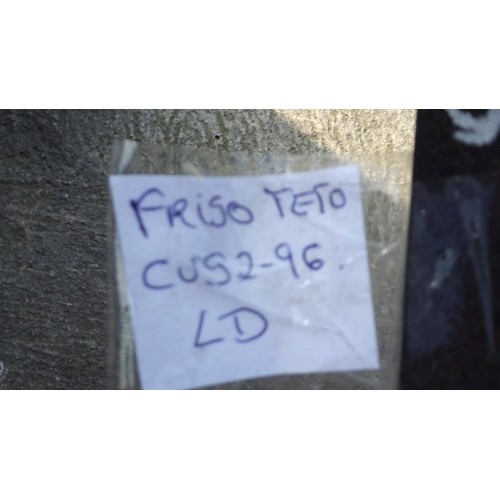 FRISO TETO
CUS2-96.
LD